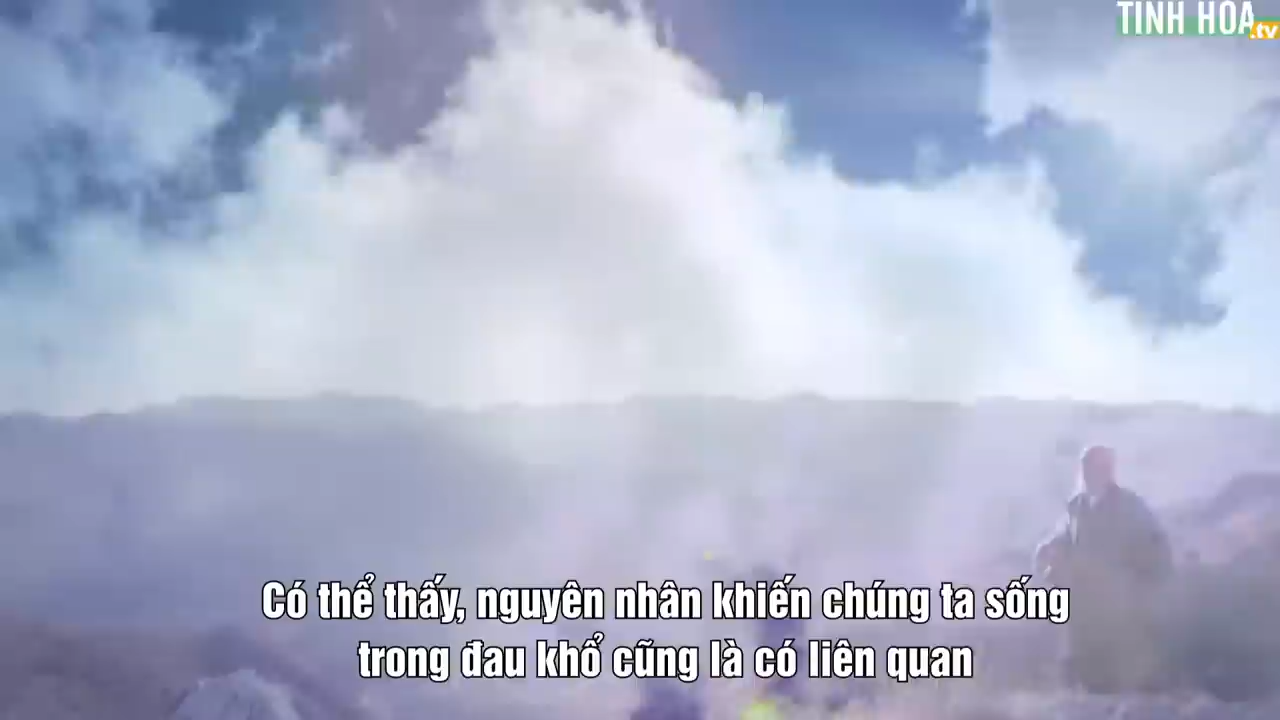 TINH HOA.tv
Có thể thấy, nguyên nhân khiến chúng ta sống
trong đau khổ cũng là có liên quan